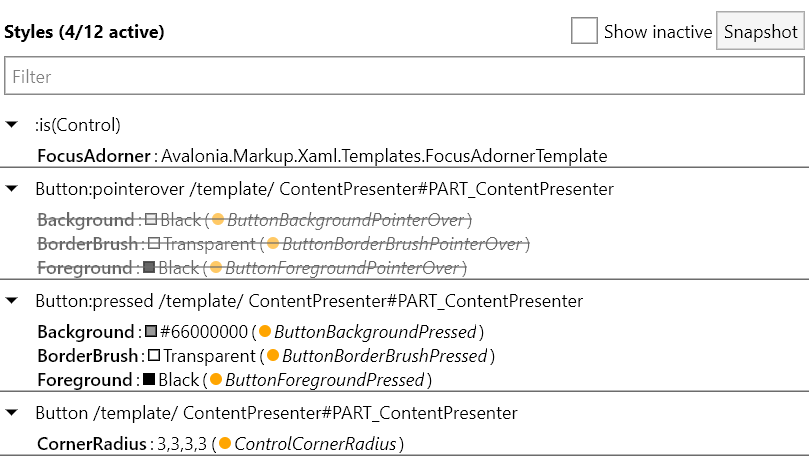 Styles (4/12 active)
Show inactive
Snapshot
Filter
:is(Control)
FocusAdorner : Avalonia.Markup.Xaml.Templates.FocusAdornerTemplate
Button:pointerover /template/ ContentPresenter#PART_ContentPresenter
Background : Black ( ButtonBackgroundPointerOver )
BorderBrush : Transparent ( ButtonBorderBrushPointerOver )
Foreground : Black ( ButtonForegroundPointerOver )
Button:pressed /template/ ContentPresenter#PART_ContentPresenter
Background : #66000000 ( ButtonBackgroundPressed )
BorderBrush : Transparent ( ButtonBorderBrushPressed )
Foreground : Black ( ButtonForegroundPressed )
Button /template/ ContentPresenter#PART_ContentPresenter
CornerRadius : 3,3,3,3 ( ControlCornerRadius )